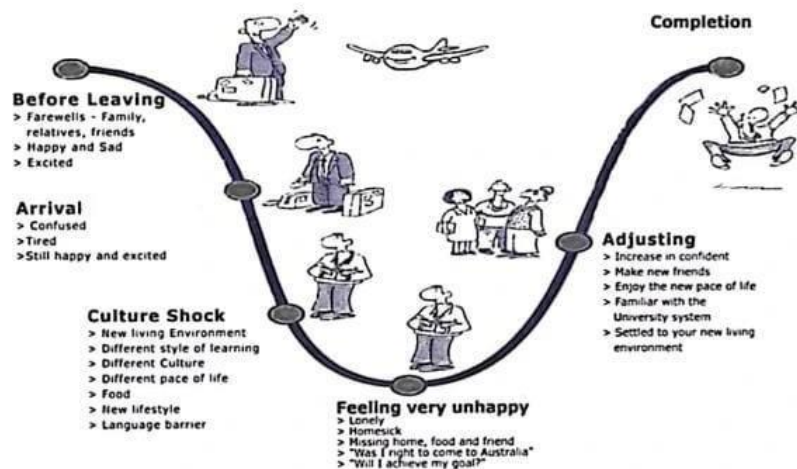 Before Leaving
> Farewells - Family,
relatives, friends
> Happy and Sad
> Excited
Arrival
> Confused
>Tired
>Still happy and excited
Culture Shock
> New living Environment
> Different style of learning
> Different Culture
> Different pace of life
> Food
> New lifestyle
> Language barrier
Feeling very unhappy
> Lonely
> Homesick
> Missing home, food and friend
> "Was I right to come to Australia"
> "Will I achieve my goal?"
Adjusting
> Increase in confident
> Make new friends
> Enjoy the new pace of life
> Familiar with the
University system
> Settled to your new living
environment
Completion